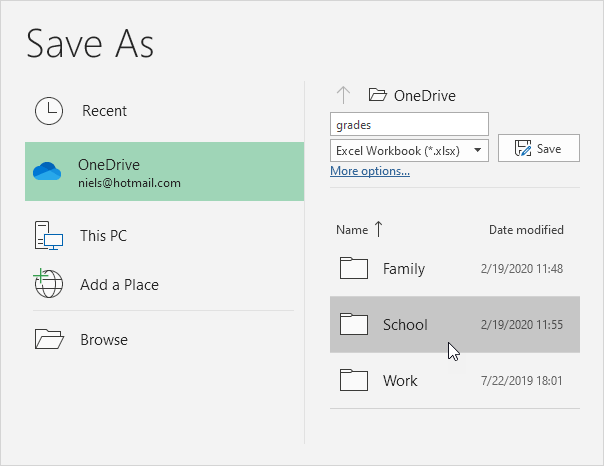 Save As
Recent
OneDrive
niels@hotmail.com
This PC
Add a Place
Browse
OneDrive
grades
Excel Workbook (*.xlsx)
Save
More options...
Name Date modified
Family 2/19/2020 11:48
School 2/19/2020 11:55
Work 7/22/2019 18:01